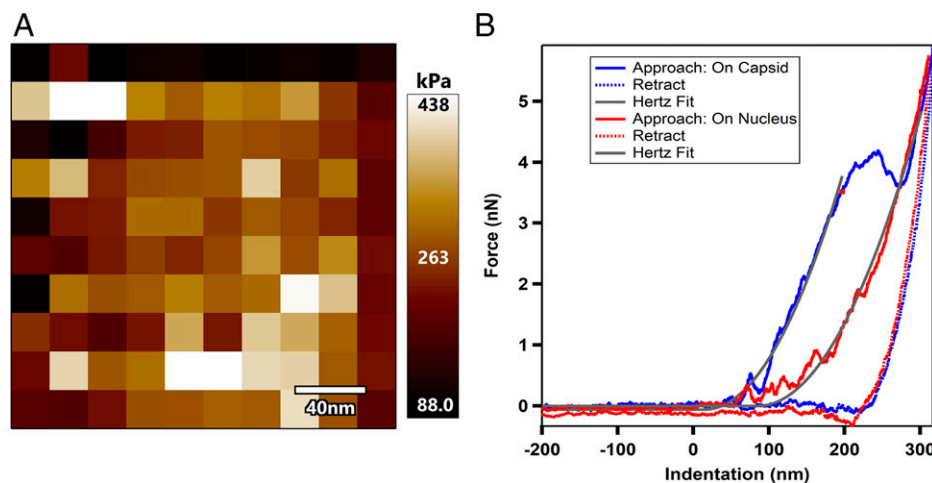 A
kPa
438
263
88.0
40nm
B
Approach: On Capsid
Retract
Hertz Fit
Approach: On Nucleus
Retract
Hertz Fit
Force (nN)
5
4
3
2
1
0
-200
-100
0
100
200
300
Indentation (nm)